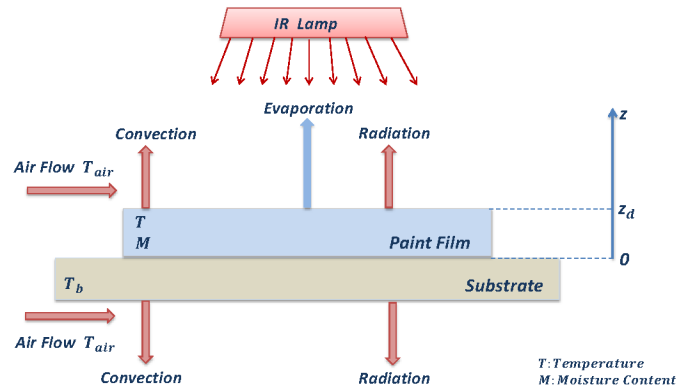 IR Lamp
Evaporation
Convection
Radiation
z
Air Flow T_air
T
z_d
M
Paint Film
0
T_b
Substrate
Air Flow T_air
Convection
Radiation
T:Temperature
M:Moisture Content